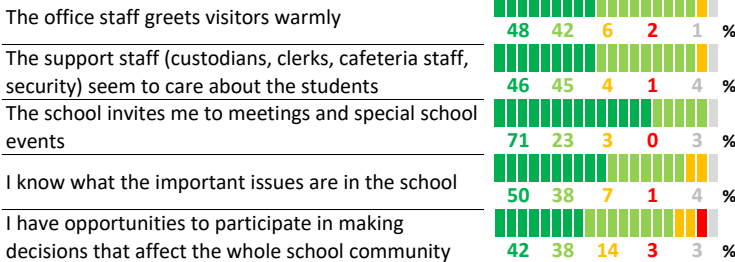 The office staff greets visitors warmly
48 42 6 2 1 %
The support staff (custodians, clerks, cafeteria staff,
security) seem to care about the students
46 45 4 1 4 %
The school invites me to meetings and special school
events
71 23 3 0 3 %
I know what the important issues are in the school
50 38 7 1 4 %
I have opportunities to participate in making
decisions that affect the whole school community
42 38 14 3 3 %